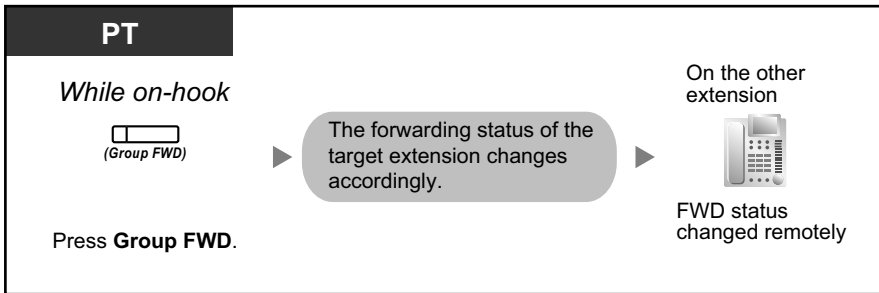 PT
While on-hook
(Group FWD)
Press Group FWD.
The forwarding status of the
target extension changes
accordingly.
On the other
extension
FWD status
changed remotely